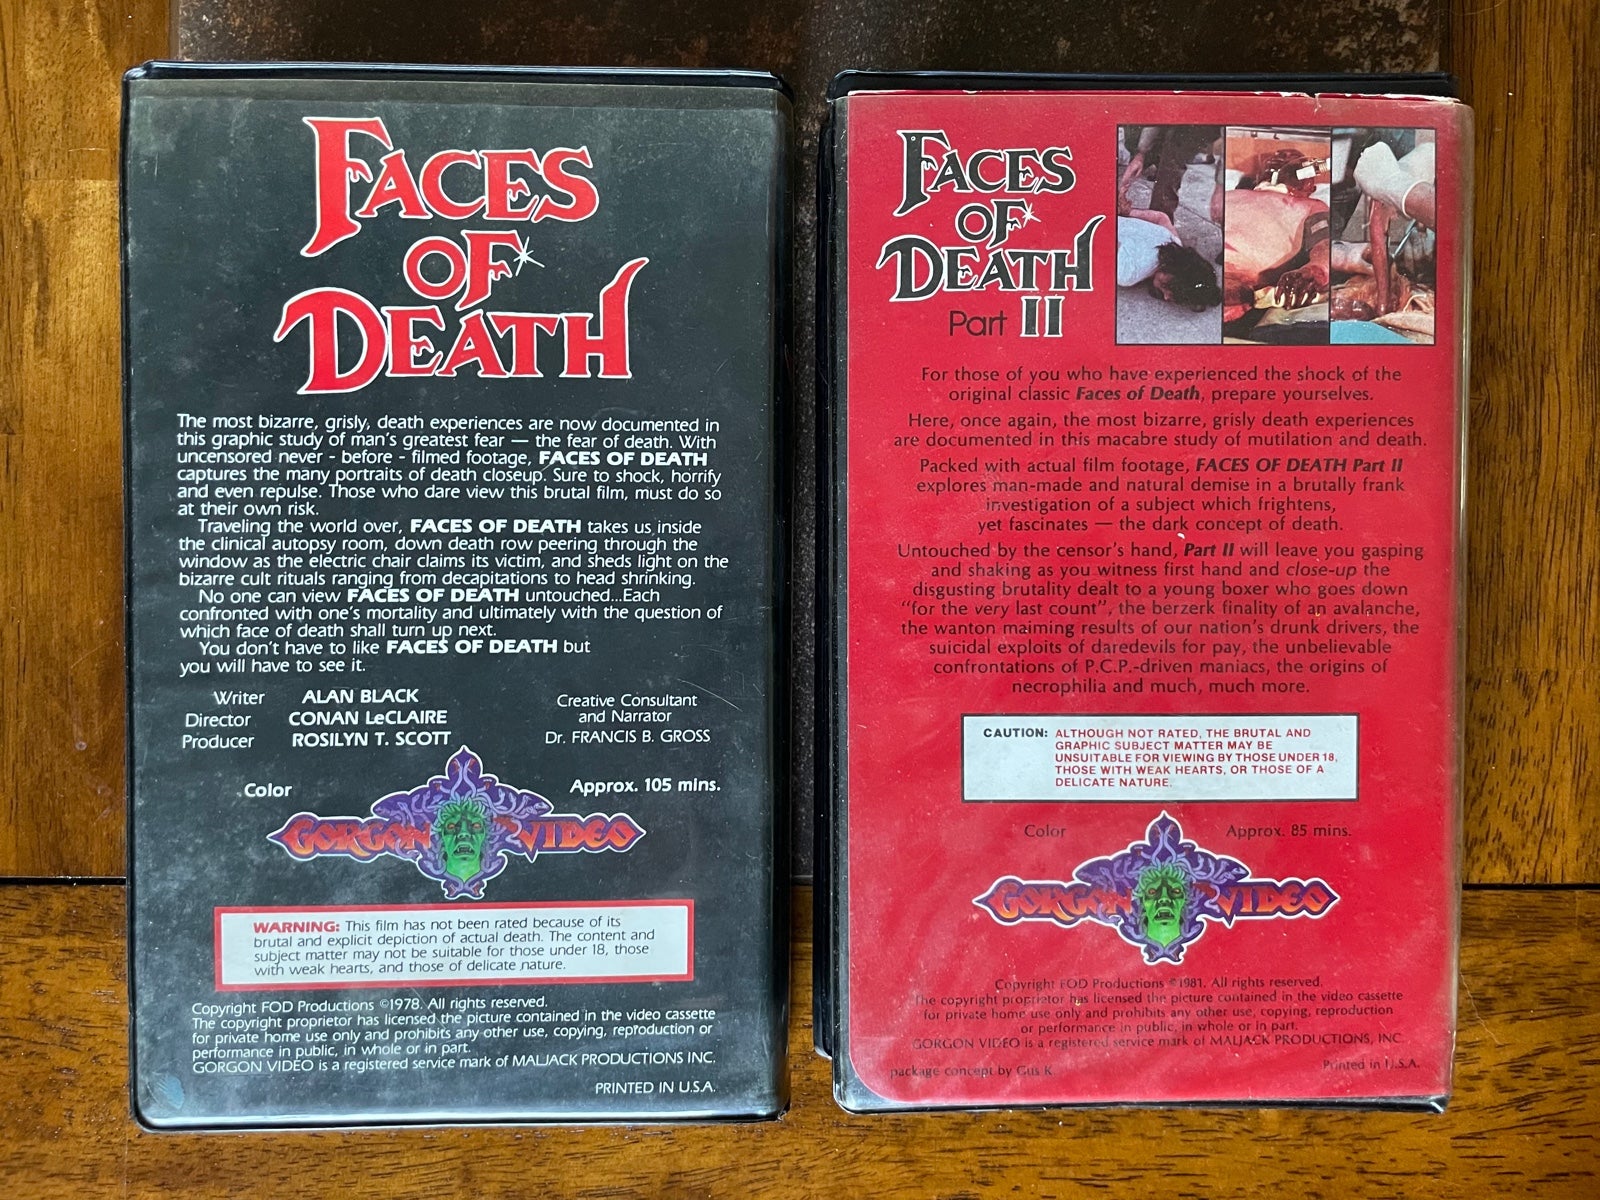 FACES
OF
DEATH
The most bizarre, grisly, death experiences are now documented in
this graphic study of man's greatest fear — the fear of death. With
uncensored never - before - filmed footage, FACES OF DEATH
captures the many portraits of death closeup. Sure to shock, horrify
and even repulse. Those who dare view this brutal film, must do so
at their own risk.
Traveling the world over, FACES OF DEATH takes us inside
the clinical autopsy room, down death row peering through the
window as the electric chair claims its victim, and sheds light on the
bizarre cult rituals ranging from decapitations to head shrinking.
No one can view FACES OF DEATH untouched...Each
confronted with one's mortality and ultimately with the question of
which face of death shall turn up next.
You don't have to like FACES OF DEATH but
you will have to see it.
Writer ALAN BLACK
Director CONAN LeCLAIRE
Producer ROSILYN T. SCOTT
Creative Consultant
and Narrator
Dr. FRANCIS B. GROSS
Color Approx. 105 mins.
GORGON VIDEO
WARNING: This film has not been rated because of its
brutal and explicit depiction of actual death. The content and
subject matter may not be suitable for those under 18, those
with weak hearts, and those of delicate nature.
Copyright FOD Productions ©1978. All rights reserved.
The copyright proprietor has licensed the picture contained in the video cassette
for private home use only and prohibits any other use, copying, reproduction or
performance in public, in whole or in part.
GORGON VIDEO is a registered service mark of MALJACK PRODUCTIONS INC.
PRINTED IN U.S.A.
FACES
OF
DEATH
Part II
For those of you who have experienced the shock of the
original classic Faces of Death, prepare yourselves.
Here, once again, the most bizarre, grisly death experiences
are documented in this macabre study of mutilation and death.
Packed with actual film footage, FACES OF DEATH Part II
explores man-made and natural demise in a brutally frank
investigation of a subject which frightens,
yet fascinates — the dark concept of death.
Untouched by the censor's hand, Part II will leave you gasping
and shaking as you witness first hand and close-up the
disgusting brutality dealt to a young boxer who goes down
"for the very last count", the berzerk finality of an avalanche,
the wanton maiming results of our nation's drunk drivers, the
suicidal exploits of daredevils for pay, the unbelievable
confrontations of P.C.P.-driven maniacs, the origins of
necrophilia and much, much more.
CAUTION: ALTHOUGH NOT RATED, THE BRUTAL AND
GRAPHIC SUBJECT MATTER MAY BE
UNSUITABLE FOR VIEWING BY THOSE UNDER 18,
THOSE WITH WEAK HEARTS, OR THOSE OF A
DELICATE NATURE.
Color Approx. 85 mins.
GORGON VIDEO
Copyright FOD Productions ©1981. All rights reserved.
The copyright proprietor has licensed the picture contained in the video cassette
for private home use only and prohibits any other use, copying, reproduction
or performance in public, in whole or in part.
GORGON VIDEO is a registered service mark of MALJACK PRODUCTIONS, INC.
package concept by Gus K. Printed in U.S.A.